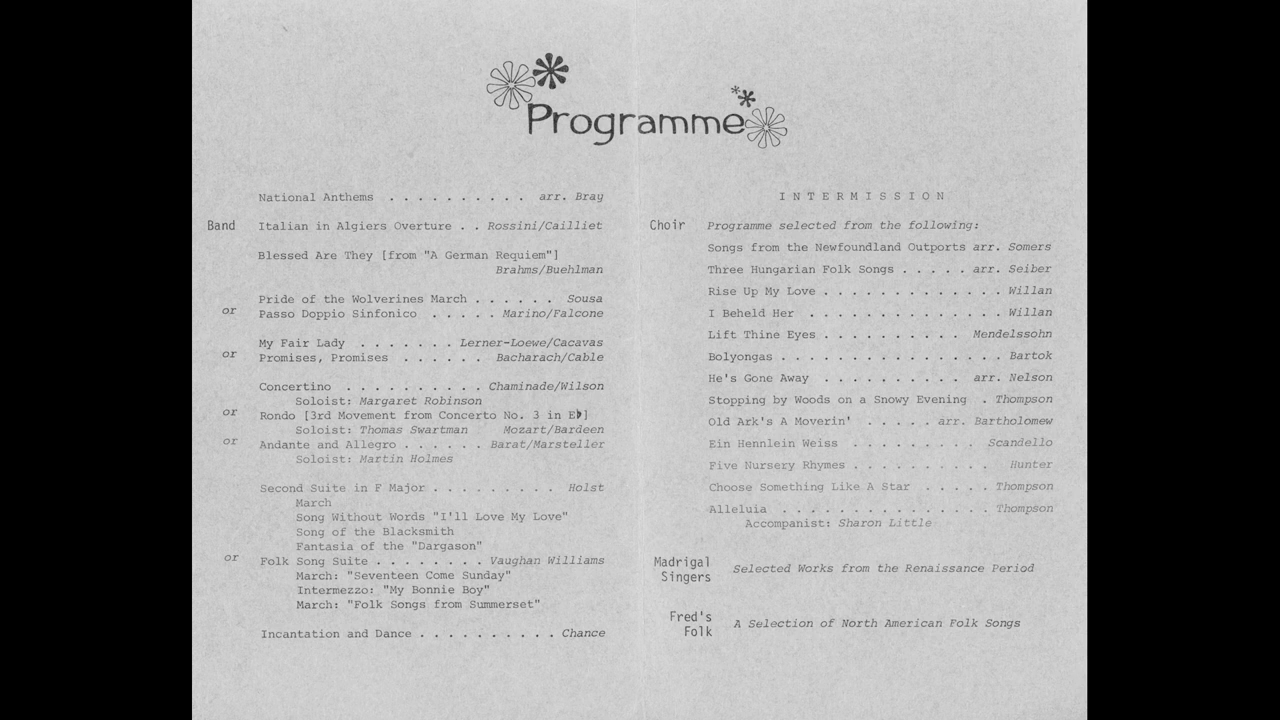 Programme
National Anthems . . . . . . . . . . arr. Bray
Band Italian in Algiers Overture . . Rossini/Cailliet
Blessed Are They [from "A German Requiem"]
Brahms/Buehlman
Pride of the Wolverines March . . . . . . Sousa
or Passo Doppio Sinfonico . . . . . Marino/Falcone
My Fair Lady . . . . . . . Lerner-Loewe/Cacavas
or Promises, Promises . . . . . . Bacharach/Cable
Concertino . . . . . . . . . . Chaminade/Wilson
Soloist: Margaret Robinson
or Rondo [3rd Movement from Concerto No. 3 in E♭]
Soloist: Thomas Swartman Mozart/Bardeen
or Andante and Allegro . . . . . . Barat/Marsteller
Soloist: Martin Holmes
Second Suite in F Major . . . . . . . . . Holst
March
Song Without Words "I'll Love My Love"
Song of the Blacksmith
Fantasia of the "Dargason"
or Folk Song Suite . . . . . . . . Vaughan Williams
March: "Seventeen Come Sunday"
Intermezzo: "My Bonnie Boy"
March: "Folk Songs from Summerset"
Incantation and Dance . . . . . . . . . . Chance
INTERMISSION
Choir Programme selected from the following:
Songs from the Newfoundland Outports arr. Somers
Three Hungarian Folk Songs . . . . . arr. Seiber
Rise Up My Love . . . . . . . . . . . . . Willan
I Beheld Her . . . . . . . . . . . . . Willan
Lift Thine Eyes . . . . . . . . . . Mendelssohn
Bolyongas . . . . . . . . . . . . . . . . Bartok
He's Gone Away . . . . . . . . . . arr. Nelson
Stopping by Woods on a Snowy Evening . Thompson
Old Ark's A Moverin' . . . . . arr. Bartholomew
Ein Hennlein Weiss . . . . . . . . . Scandello
Five Nursery Rhymes . . . . . . . . . . Hunter
Choose Something Like A Star . . . . . Thompson
Alleluia . . . . . . . . . . . . . . . Thompson
Accompanist: Sharon Little
Madrigal
Singers Selected Works from the Renaissance Period
Fred's
Folk A Selection of North American Folk Songs